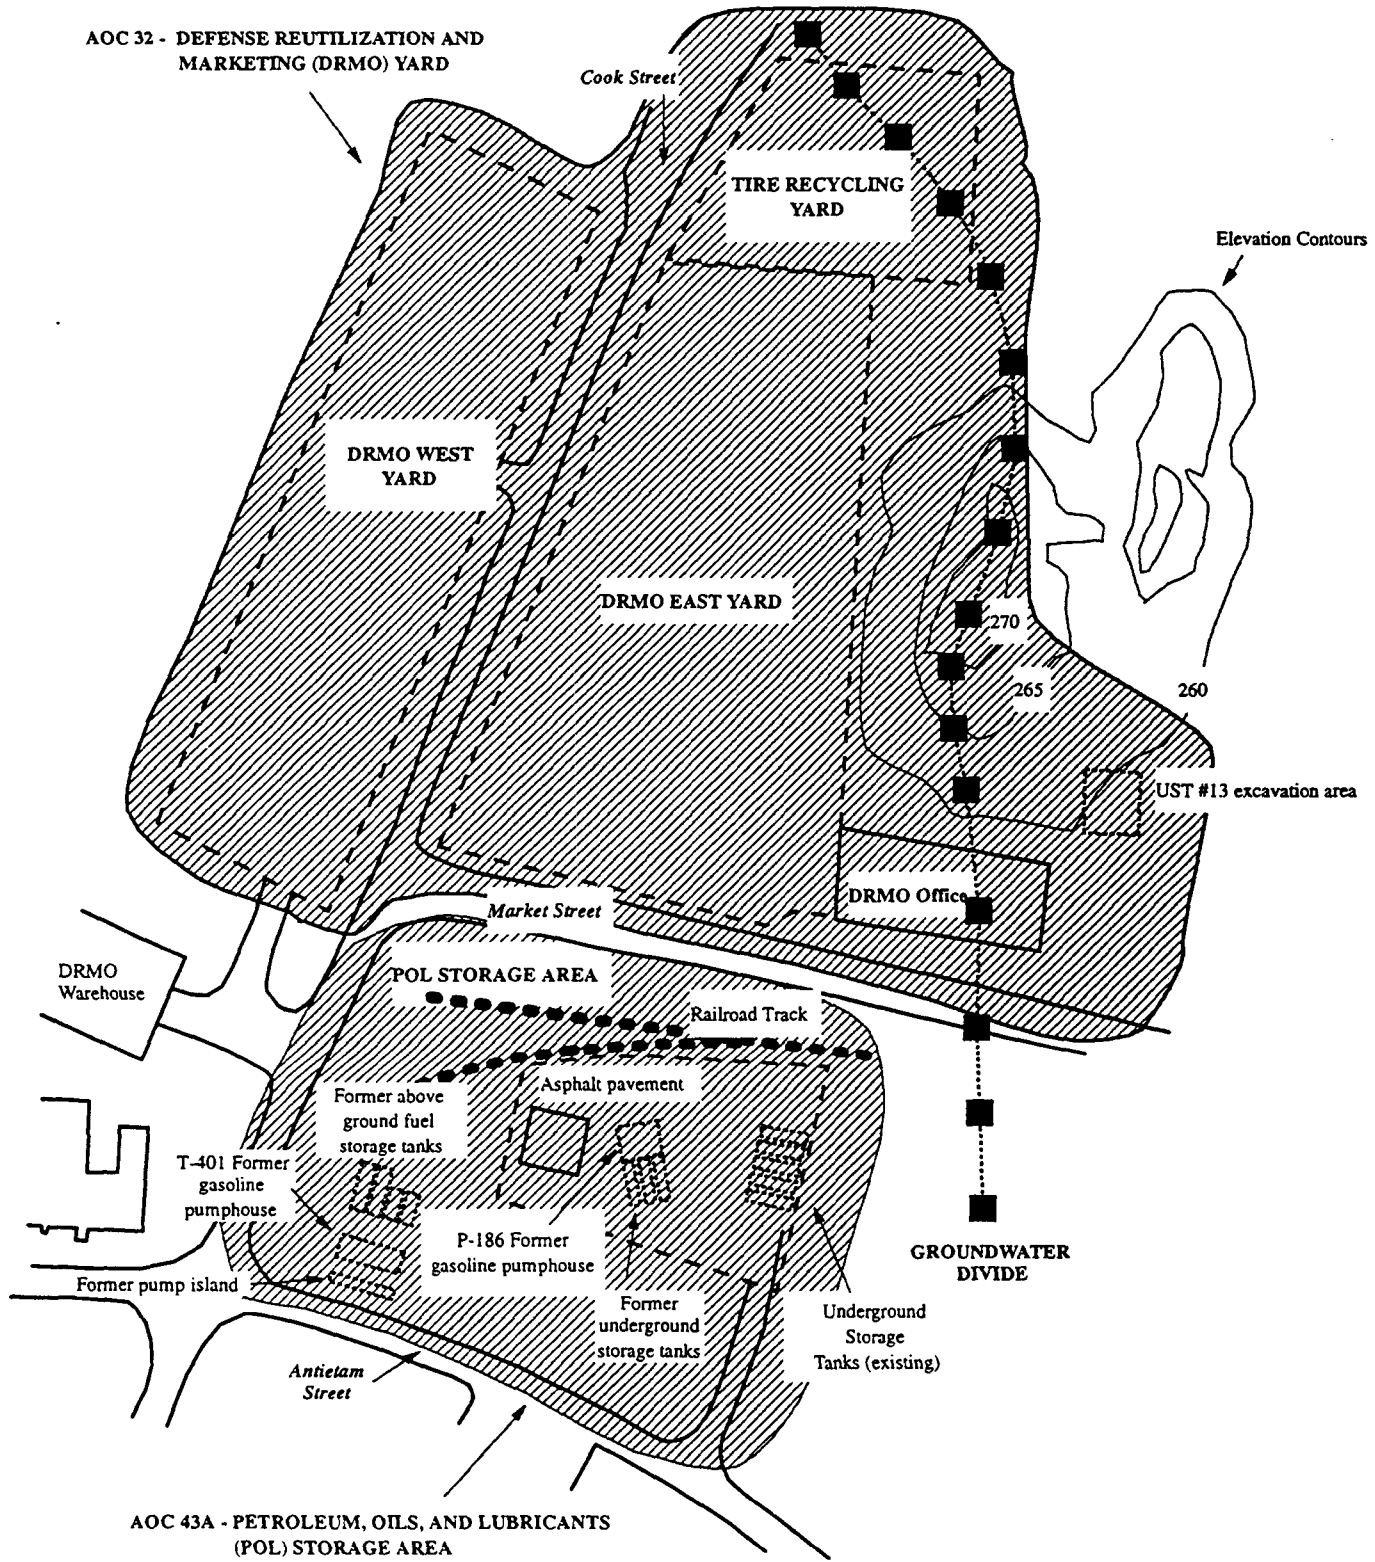 AOC 32 - DEFENSE REUTILIZATION AND
MARKETING (DRMO) YARD
Cook Street
TIRE RECYCLING
YARD
Elevation Contours
DRMO WEST
YARD
DRMO EAST YARD
270
265
260
UST #13 excavation area
DRMO Office
Market Street
DRMO
Warehouse
POL STORAGE AREA
Railroad Track
Asphalt pavement
Former above
ground fuel
storage tanks
T-401 Former
gasoline
pumphouse
P-186 Former
gasoline pumphouse
GROUNDWATER
DIVIDE
Former pump island
Former
underground
storage tanks
Underground
Storage
Tanks (existing)
Antietam
Street
AOC 43A - PETROLEUM, OILS, AND LUBRICANTS
(POL) STORAGE AREA